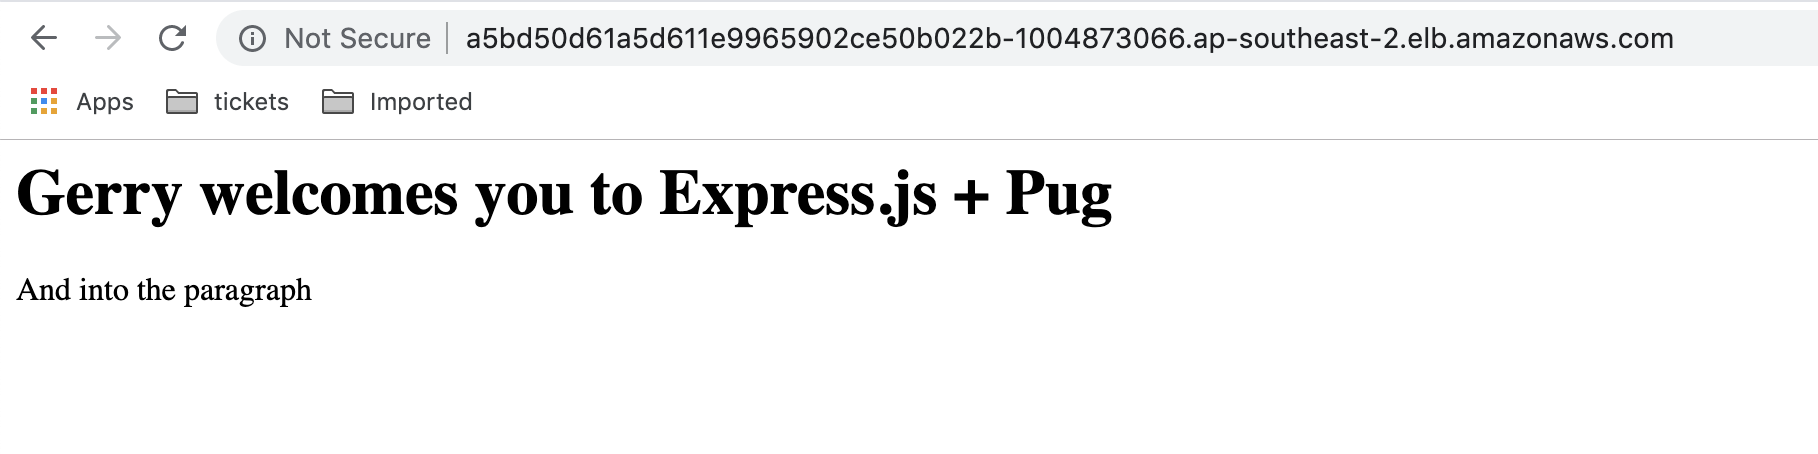 Not Secure | a5bd50d61a5d611e9965902ce50b022b-1004873066.ap-southeast-2.elb.amazonaws.com
Apps tickets Imported
Gerry welcomes you to Express.js + Pug
And into the paragraph